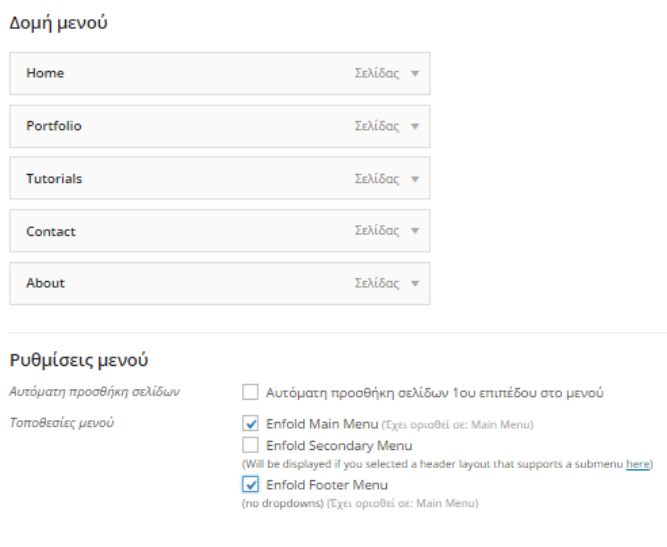 Δομή μενού
Home Σελίδας
Portfolio Σελίδας
Tutorials Σελίδας
Contact Σελίδας
About Σελίδας
Ρυθμίσεις μενού
Αυτόματη προσθήκη σελίδων Αυτόματη προσθήκη σελίδων 1ου επιπέδου στο μενού
Τοποθεσίες μενού Enfold Main Menu (Έχει ορισθεί σε: Main Menu)
Enfold Secondary Menu
(Will be displayed if you selected a header layout that supports a submenu here)
Enfold Footer Menu
(no dropdowns) (Έχει ορισθεί σε: Main Menu)